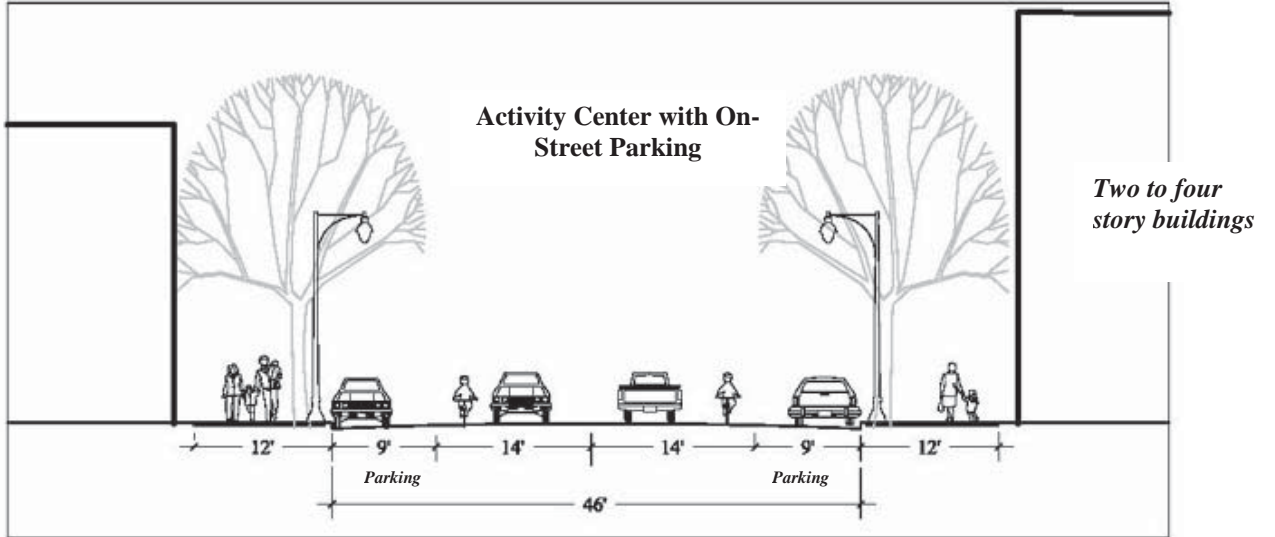 Activity Center with On-
Street Parking
Two to four
story buildings
12' 9' 14' 14' 9' 12'
Parking Parking
46'